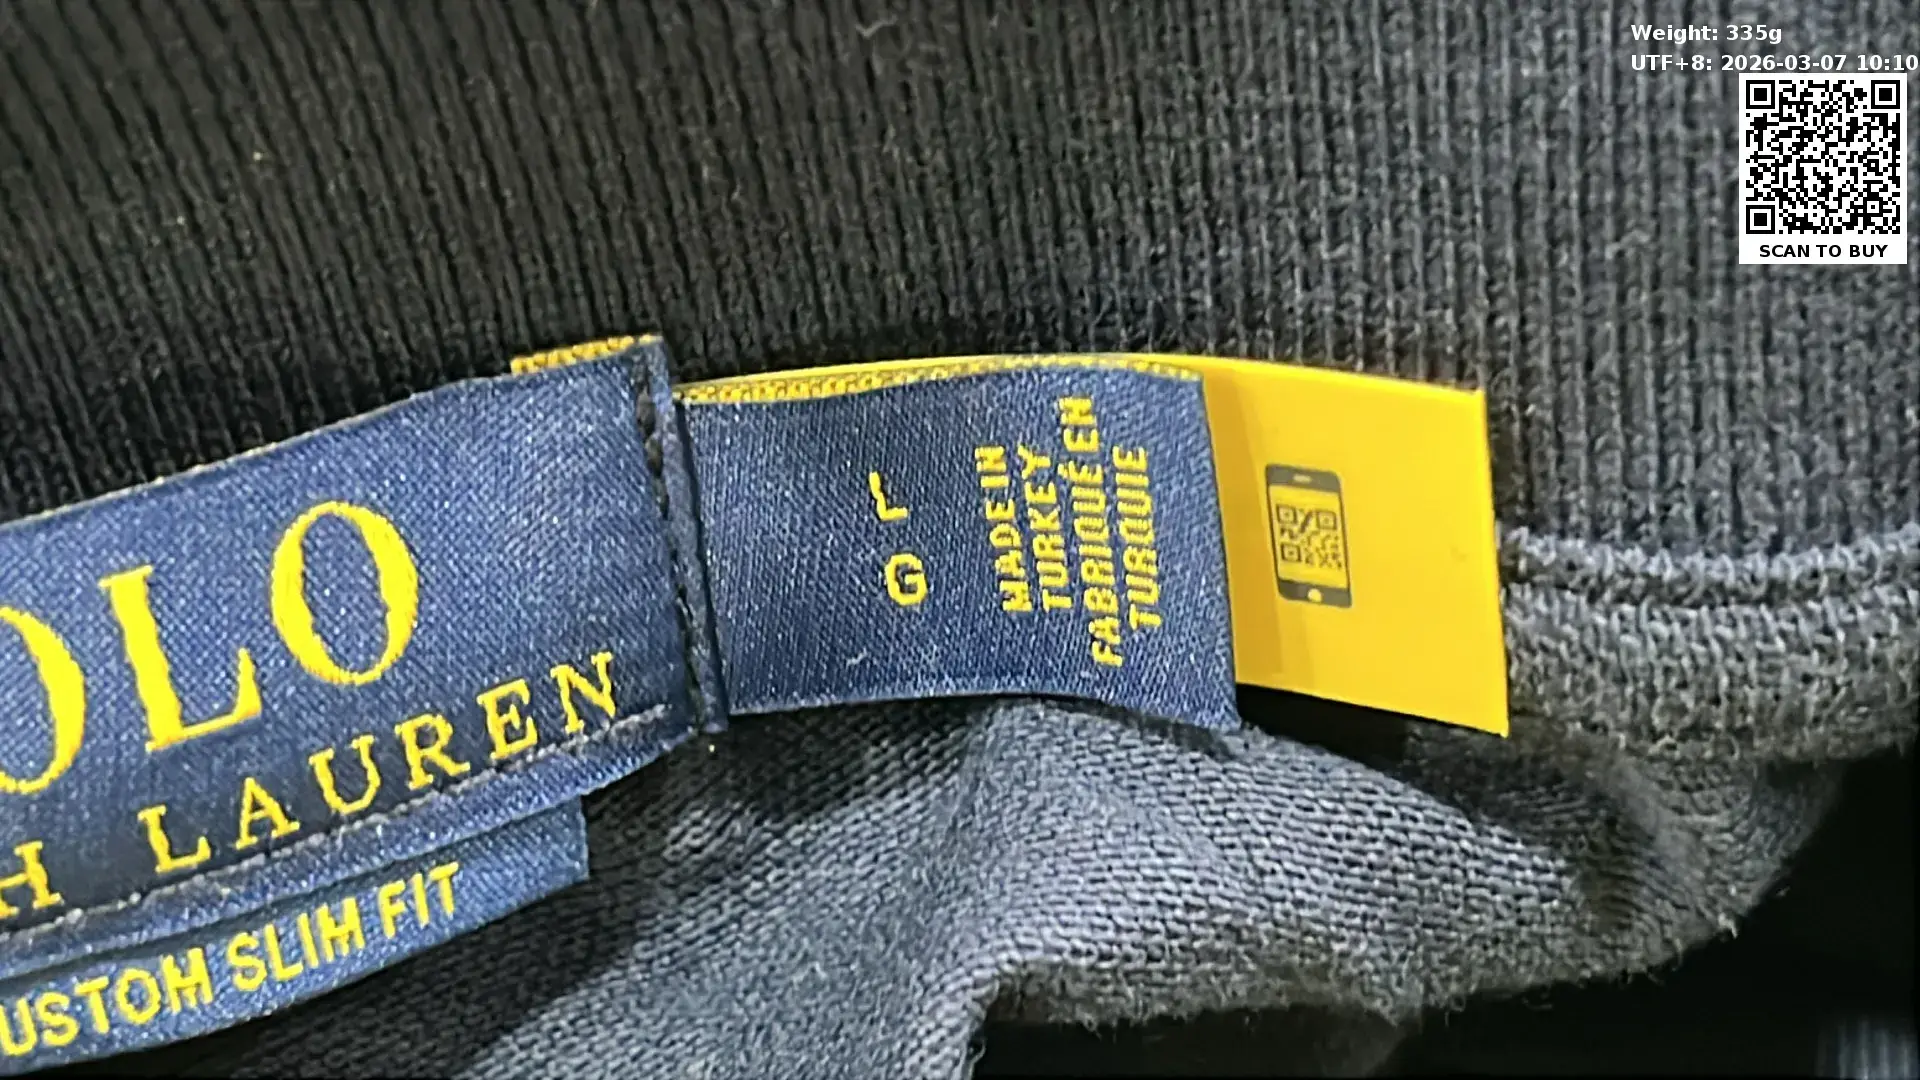 Weight: 335g
UTF+8: 2026-03-07 10:10
SCAN TO BUY
OLO
H LAUREN
USTOM SLIM FIT
L
G
MADE IN
TURKEY
FABRIQUÉ EN
TURQUIE